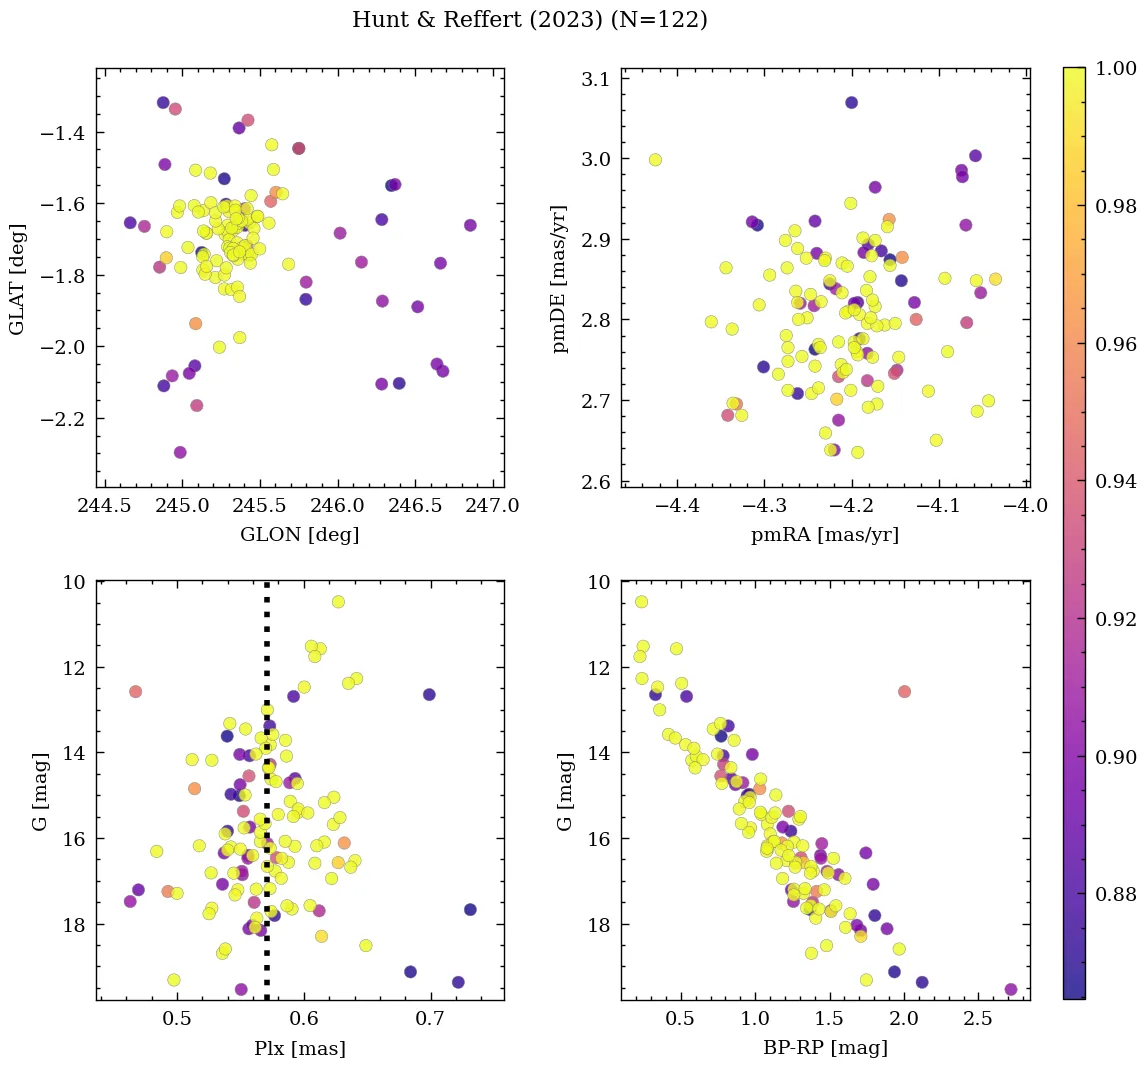 Hunt & Reffert (2023) (N=122)
−1.4
−1.6
−1.8
−2.0
−2.2
GLAT [deg]
244.5 245.0 245.5 246.0 246.5 247.0
GLON [deg]
3.1
3.0
2.9
2.8
2.7
2.6
pmDE [mas/yr]
−4.4 −4.3 −4.2 −4.1 −4.0
pmRA [mas/yr]
10
12
14
16
18
G [mag]
0.5 0.6 0.7
Plx [mas]
10
12
14
16
18
G [mag]
0.5 1.0 1.5 2.0 2.5
BP-RP [mag]
1.00
0.98
0.96
0.94
0.92
0.90
0.88